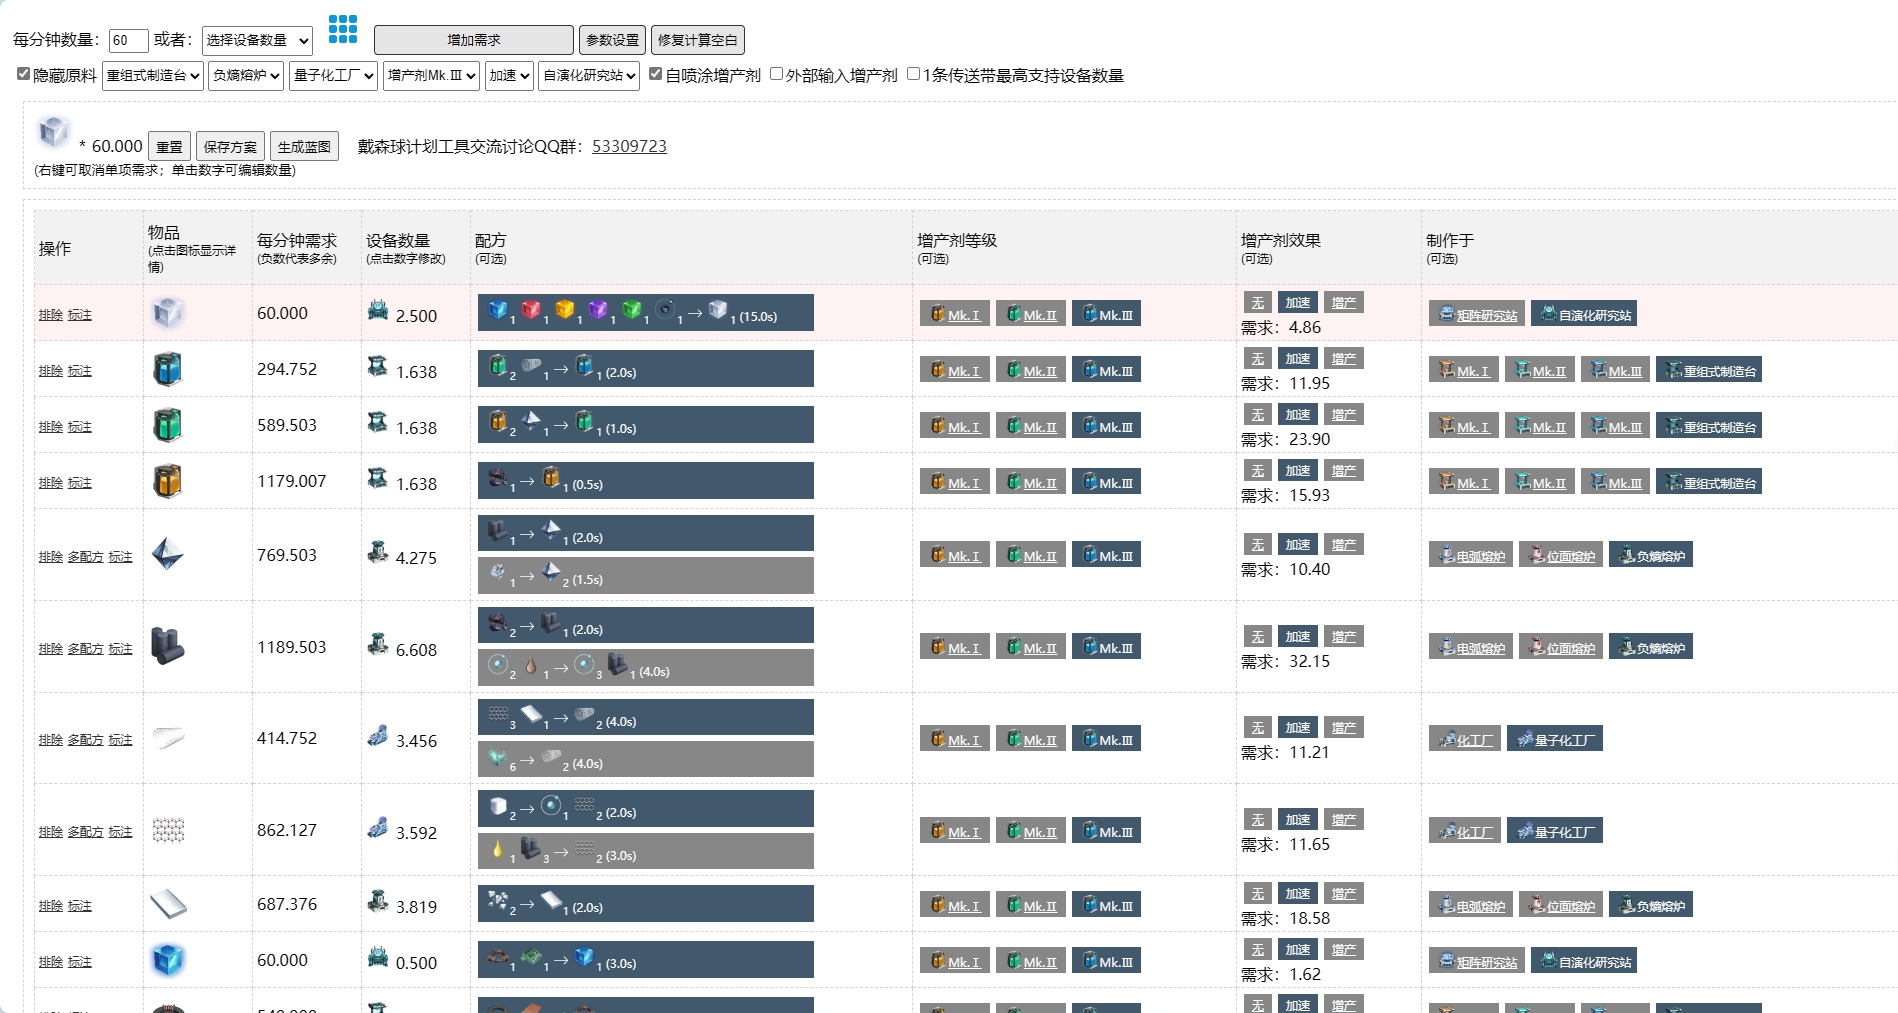 每分钟数量： 60 或者： 选择设备数量 增加需求 参数设置 修复计算空白
隐藏原料 重组式制造台 负熵熔炉 量子化工厂 增产剂Mk.Ⅲ 加速 自演化研究站 自喷涂增产剂 外部输入增产剂 1条传送带最高支持设备数量
* 60.000 重置 保存方案 生成蓝图 戴森球计划工具交流讨论QQ群：53309723
(右键可取消单项需求；单击数字可编辑数量)
操作 物品 (点击图标显示详情) 每分钟需求 (负数代表多余) 设备数量 (点击数字修改) 配方 (可选) 增产剂等级 (可选) 增产剂效果 (可选) 制作于 (可选)
排除 标注 60.000 2.500 1 1 1 1 1 1 → 1 (15.0s) Mk.Ⅰ Mk.Ⅱ Mk.Ⅲ 无 加速 增产 需求：4.86 矩阵研究站 自演化研究站
排除 标注 294.752 1.638 2 1 → 1 (2.0s) Mk.Ⅰ Mk.Ⅱ Mk.Ⅲ 无 加速 增产 需求：11.95 Mk.Ⅰ Mk.Ⅱ Mk.Ⅲ 重组式制造台
排除 标注 589.503 1.638 2 1 → 1 (1.0s) Mk.Ⅰ Mk.Ⅱ Mk.Ⅲ 无 加速 增产 需求：23.90 Mk.Ⅰ Mk.Ⅱ Mk.Ⅲ 重组式制造台
排除 标注 1179.007 1.638 1 → 1 (0.5s) Mk.Ⅰ Mk.Ⅱ Mk.Ⅲ 无 加速 增产 需求：15.93 Mk.Ⅰ Mk.Ⅱ Mk.Ⅲ 重组式制造台
排除 多配方 标注 769.503 4.275 1 → 1 (2.0s) 1 → 2 (1.5s) Mk.Ⅰ Mk.Ⅱ Mk.Ⅲ 无 加速 增产 需求：10.40 电弧熔炉 位面熔炉 负熵熔炉
排除 多配方 标注 1189.503 6.608 2 → 1 (2.0s) 2 1 → 3 1 (4.0s) Mk.Ⅰ Mk.Ⅱ Mk.Ⅲ 无 加速 增产 需求：32.15 电弧熔炉 位面熔炉 负熵熔炉
排除 多配方 标注 414.752 3.456 3 1 → 2 (4.0s) 6 → 2 (4.0s) Mk.Ⅰ Mk.Ⅱ Mk.Ⅲ 无 加速 增产 需求：11.21 化工厂 量子化工厂
排除 多配方 标注 862.127 3.592 2 → 1 2 (2.0s) 1 3 → 2 (3.0s) Mk.Ⅰ Mk.Ⅱ Mk.Ⅲ 无 加速 增产 需求：11.65 化工厂 量子化工厂
排除 标注 687.376 3.819 2 → 1 (2.0s) Mk.Ⅰ Mk.Ⅱ Mk.Ⅲ 无 加速 增产 需求：18.58 电弧熔炉 位面熔炉 负熵熔炉
排除 标注 60.000 0.500 1 1 → 1 (3.0s) Mk.Ⅰ Mk.Ⅱ Mk.Ⅲ 无 加速 增产 需求：1.62 矩阵研究站 自演化研究站
无 加速 增产